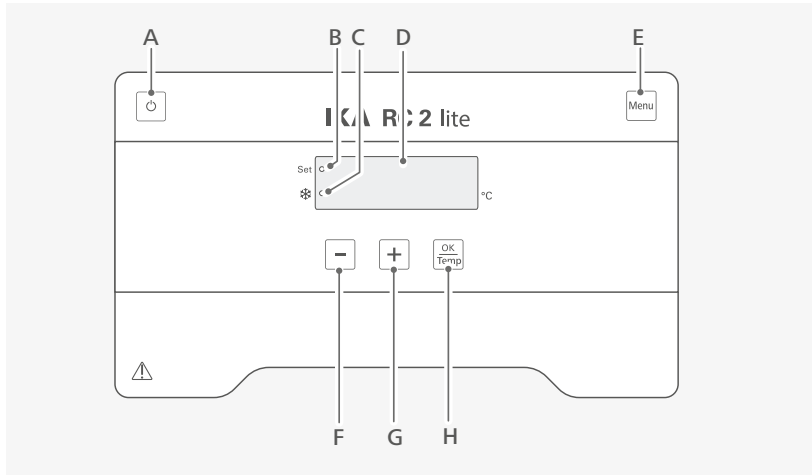 A B C D E
Menu
IKA RC 2 lite
Set
°C
- +
OK
Temp
F G H